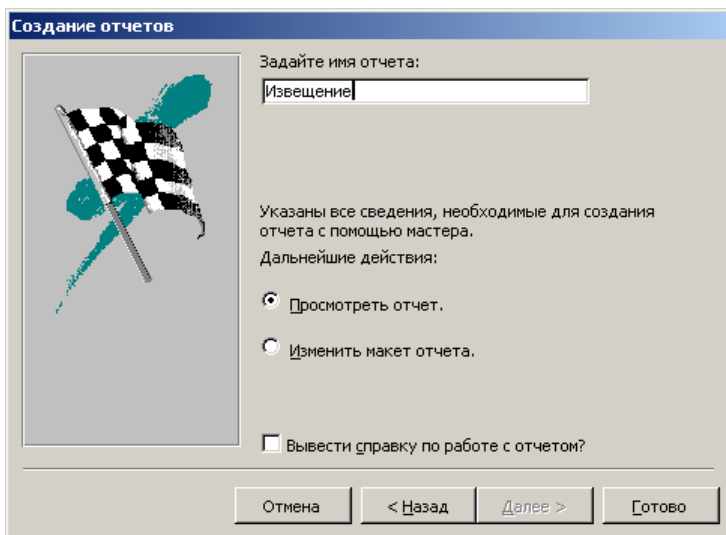 Создание отчетов
Задайте имя отчета:
Извещение
Указаны все сведения, необходимые для создания
отчета с помощью мастера.
Дальнейшие действия:
Просмотреть отчет.
Изменить макет отчета.
Вывести справку по работе с отчетом?
Отмена < Назад Далее > Готово